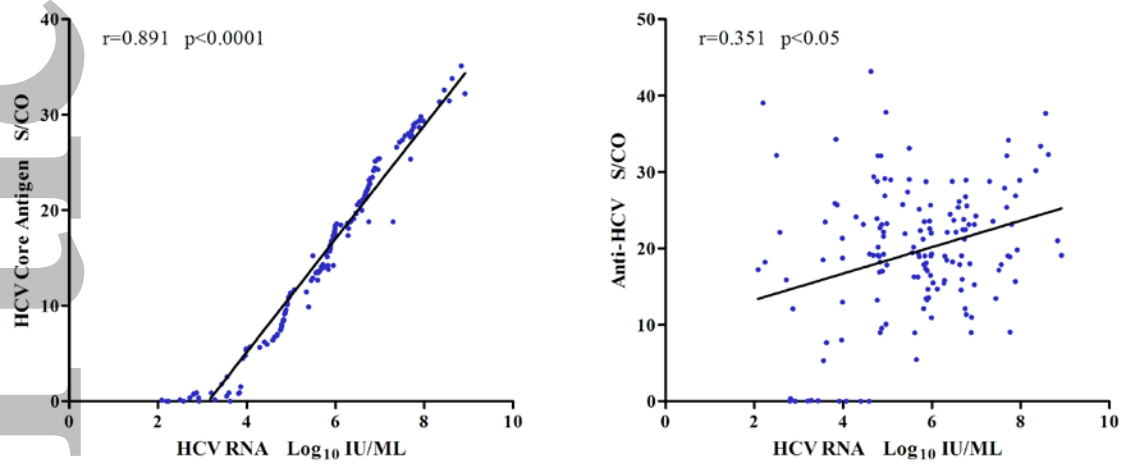 40
30
20
10
0
r=0.891 p<0.0001
HCV Core Antigen S/CO
0 2 4 6 8 10
HCV RNA Log10 IU/ML
50
40
30
20
10
0
r=0.351 p<0.05
Anti-HCV S/CO
0 2 4 6 8 10
HCV RNA Log10 IU/ML